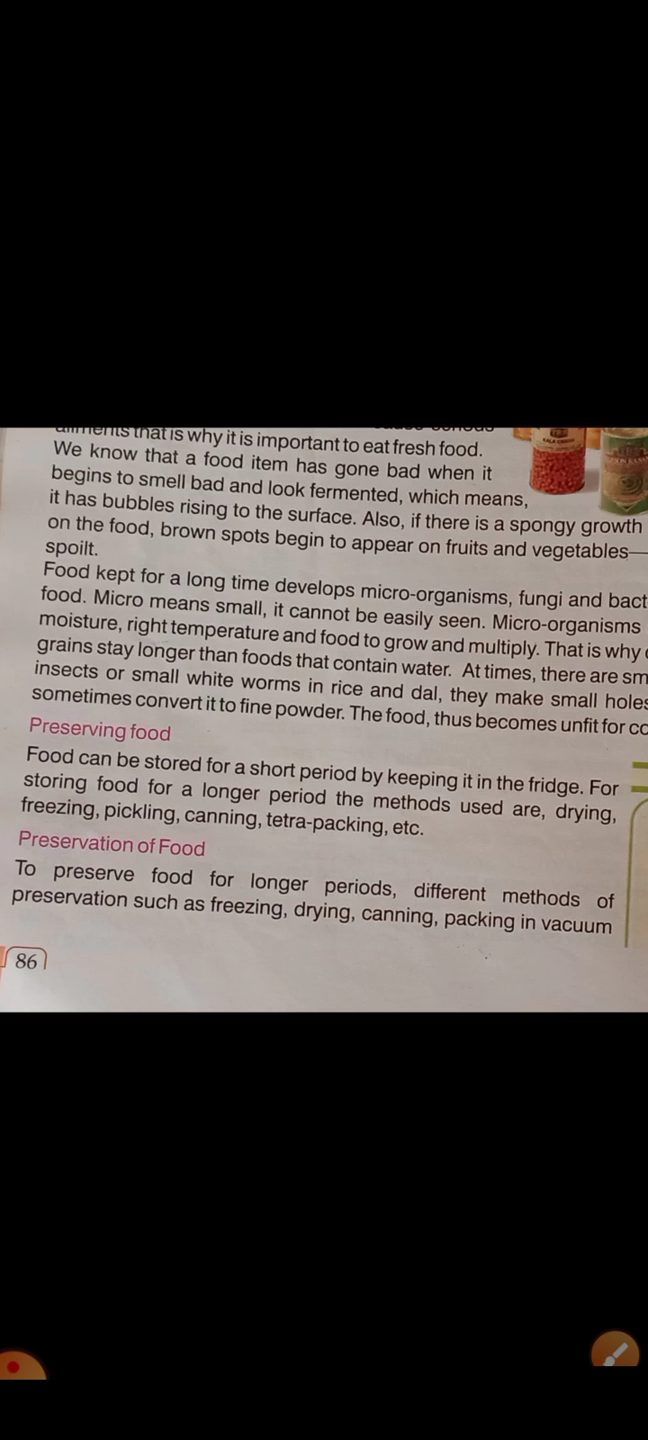 ailments that is why it is important to eat fresh food.
We know that a food item has gone bad when it
begins to smell bad and look fermented, which means,
it has bubbles rising to the surface. Also, if there is a spongy growth
on the food, brown spots begin to appear on fruits and vegetables—
spoilt.
Food kept for a long time develops micro-organisms, fungi and bact
food. Micro means small, it cannot be easily seen. Micro-organisms
moisture, right temperature and food to grow and multiply. That is why
grains stay longer than foods that contain water. At times, there are sm
insects or small white worms in rice and dal, they make small holes
sometimes convert it to fine powder. The food, thus becomes unfit for co
Preserving food
Food can be stored for a short period by keeping it in the fridge. For
storing food for a longer period the methods used are, drying,
freezing, pickling, canning, tetra-packing, etc.
Preservation of Food
To preserve food for longer periods, different methods of
preservation such as freezing, drying, canning, packing in vacuum
86